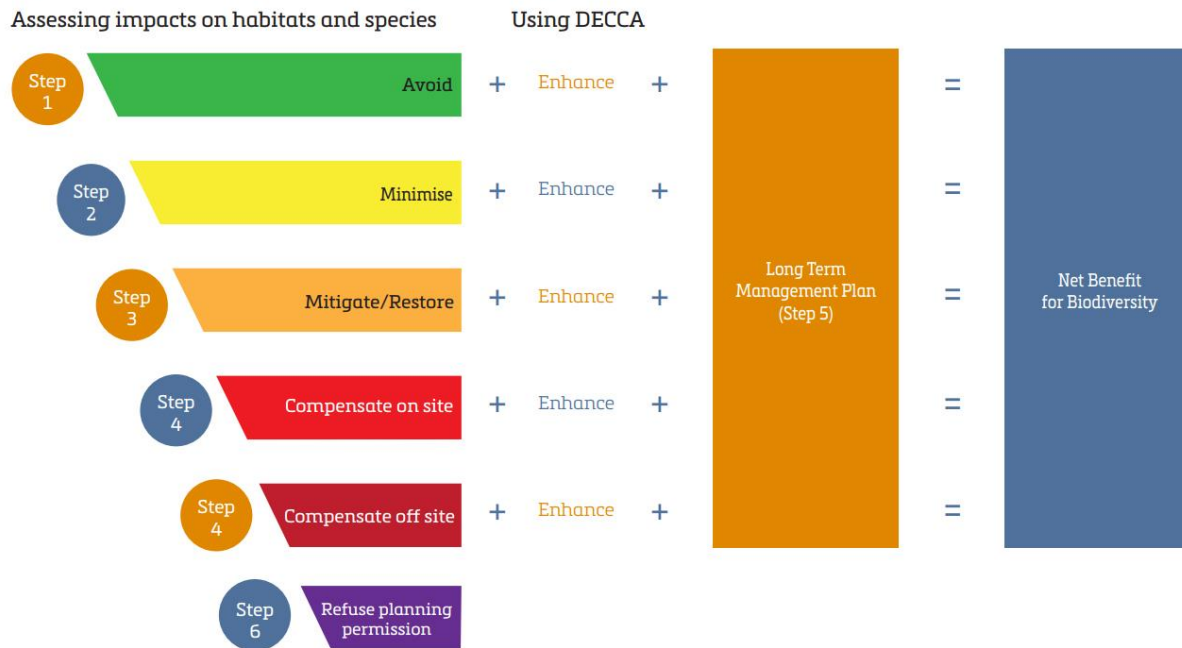 Assessing impacts on habitats and species
Using DECCA
Step
1
Avoid
+ Enhance +
=
Step
2
Minimise
+ Enhance +
=
Step
3
Mitigate/Restore
+ Enhance +
Long Term
Management Plan
(Step 5)
=
Net Benefit
for Biodiversity
Step
4
Compensate on site
+ Enhance +
=
Step
4
Compensate off site
+ Enhance +
=
Step
6
Refuse planning
permission